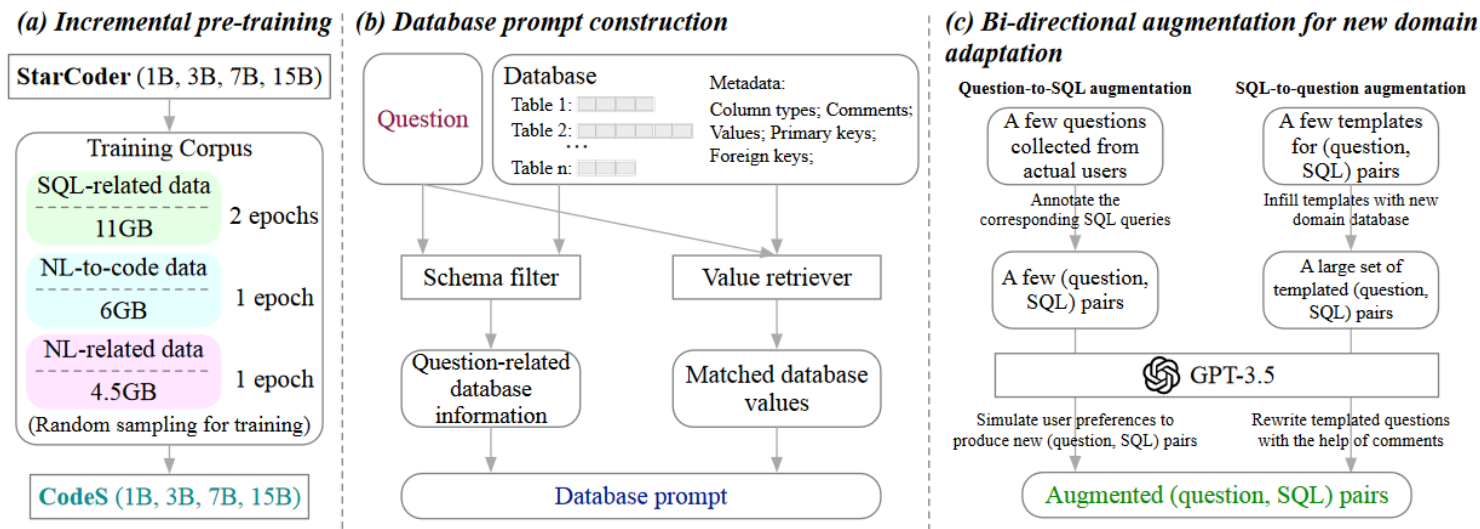 (a) Incremental pre-training
StarCoder (1B, 3B, 7B, 15B)
Training Corpus
SQL-related data
11GB
2 epochs
NL-to-code data
6GB
1 epoch
NL-related data
4.5GB
1 epoch
(Random sampling for training)
CodeS (1B, 3B, 7B, 15B)
(b) Database prompt construction
Question
Database
Table 1:
Table 2:
...
Table n:
Metadata:
Column types; Comments;
Values; Primary keys;
Foreign keys;
Schema filter
Value retriever
Question-related
database
information
Matched database
values
Database prompt
(c) Bi-directional augmentation for new domain
adaptation
Question-to-SQL augmentation
A few questions
collected from
actual users
Annotate the
corresponding SQL queries
A few (question,
SQL) pairs
SQL-to-question augmentation
A few templates
for (question,
SQL) pairs
Infill templates with new
domain database
A large set of
templated (question,
SQL) pairs
GPT-3.5
Simulate user preferences to
produce new (question, SQL) pairs
Rewrite templated questions
with the help of comments
Augmented (question, SQL) pairs